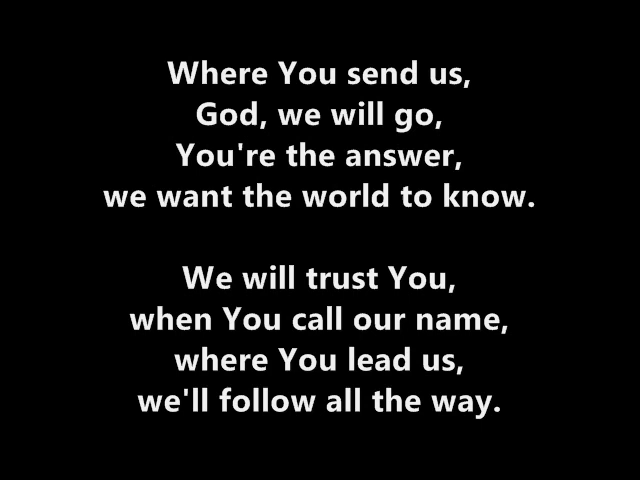 Where You send us,
God, we will go,
You're the answer,
we want the world to know.
We will trust You,
when You call our name,
where You lead us,
we'll follow all the way.